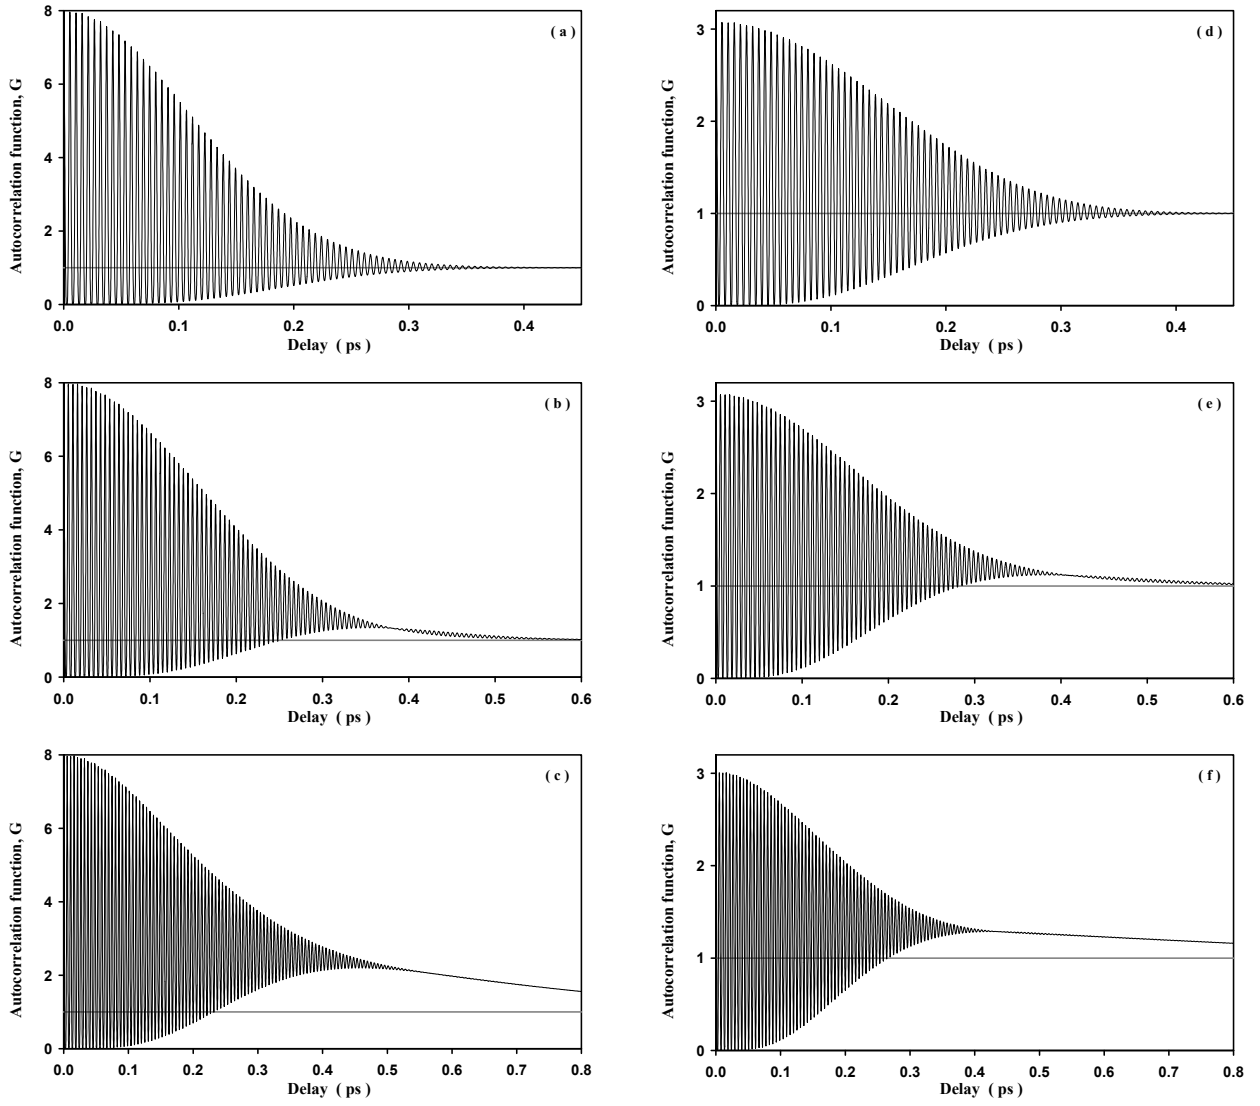 8
6
4
2
0
Autocorrelation function, G
( a )
0.0 0.1 0.2 0.3 0.4
Delay ( ps )
3
2
1
0
Autocorrelation function, G
( d )
0.0 0.1 0.2 0.3 0.4
Delay ( ps )
8
6
4
2
0
Autocorrelation function, G
( b )
0.0 0.1 0.2 0.3 0.4 0.5 0.6
Delay ( ps )
3
2
1
0
Autocorrelation function, G
( e )
0.0 0.1 0.2 0.3 0.4 0.5 0.6
Delay ( ps )
8
6
4
2
0
Autocorrelation function, G
( c )
0.0 0.1 0.2 0.3 0.4 0.5 0.6 0.7 0.8
Delay ( ps )
3
2
1
0
Autocorrelation function, G
( f )
0.0 0.1 0.2 0.3 0.4 0.5 0.6 0.7 0.8
Delay ( ps )